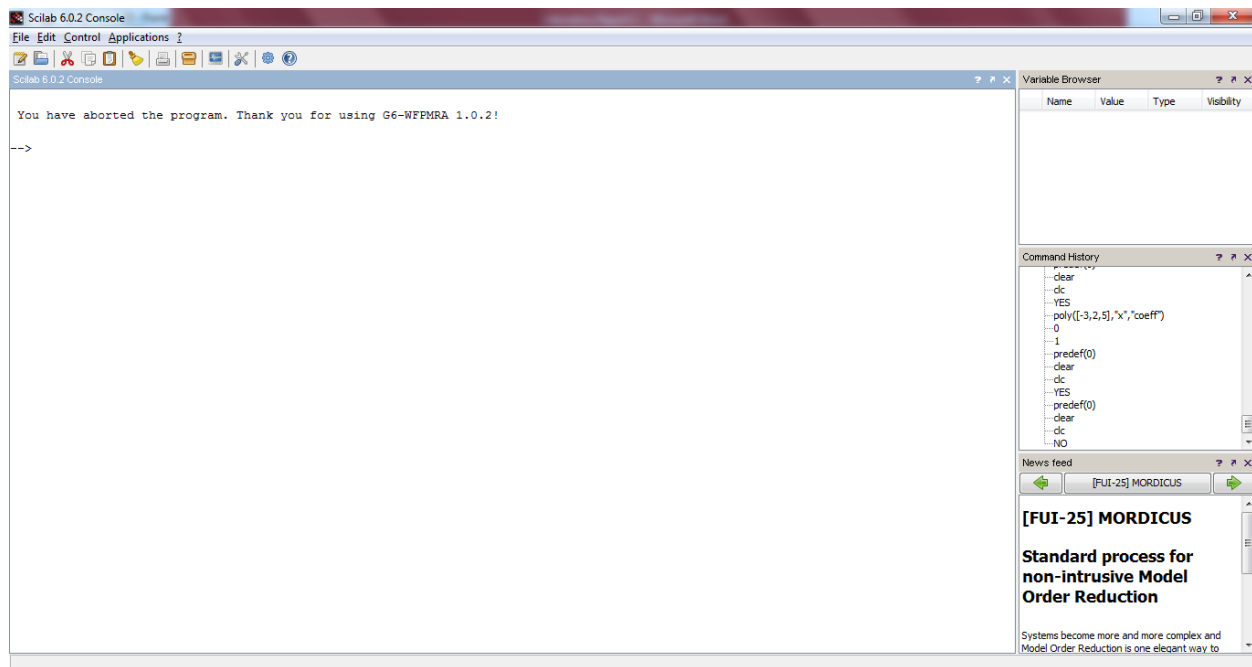 Scilab 6.0.2 Console
File Edit Control Applications ?
Scilab 6.0.2 Console
You have aborted the program. Thank you for using G6-WFPMRA 1.0.2!
-->
Variable Browser
Name Value Type Visibility
Command History
clear
clc
YES
poly([-3,2,5],"x","coeff")
0
1
predef(0)
clear
clc
YES
predef(0)
clear
clc
NO
News feed
[FUI-25] MORDICUS
[FUI-25] MORDICUS
Standard process for
non-intrusive Model
Order Reduction
Systems become more and more complex and
Model Order Reduction is one elegant way to